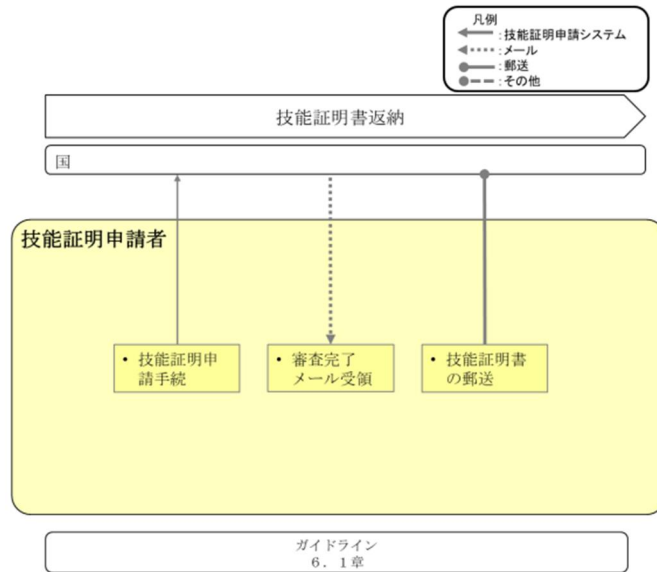 凡例
:技能証明申請システム
:メール
:郵送
:その他
技能証明書返納
国
技能証明申請者
• 技能証明申
請手続
• 審査完了
メール受領
• 技能証明書
の郵送
ガイドライン
6．1章